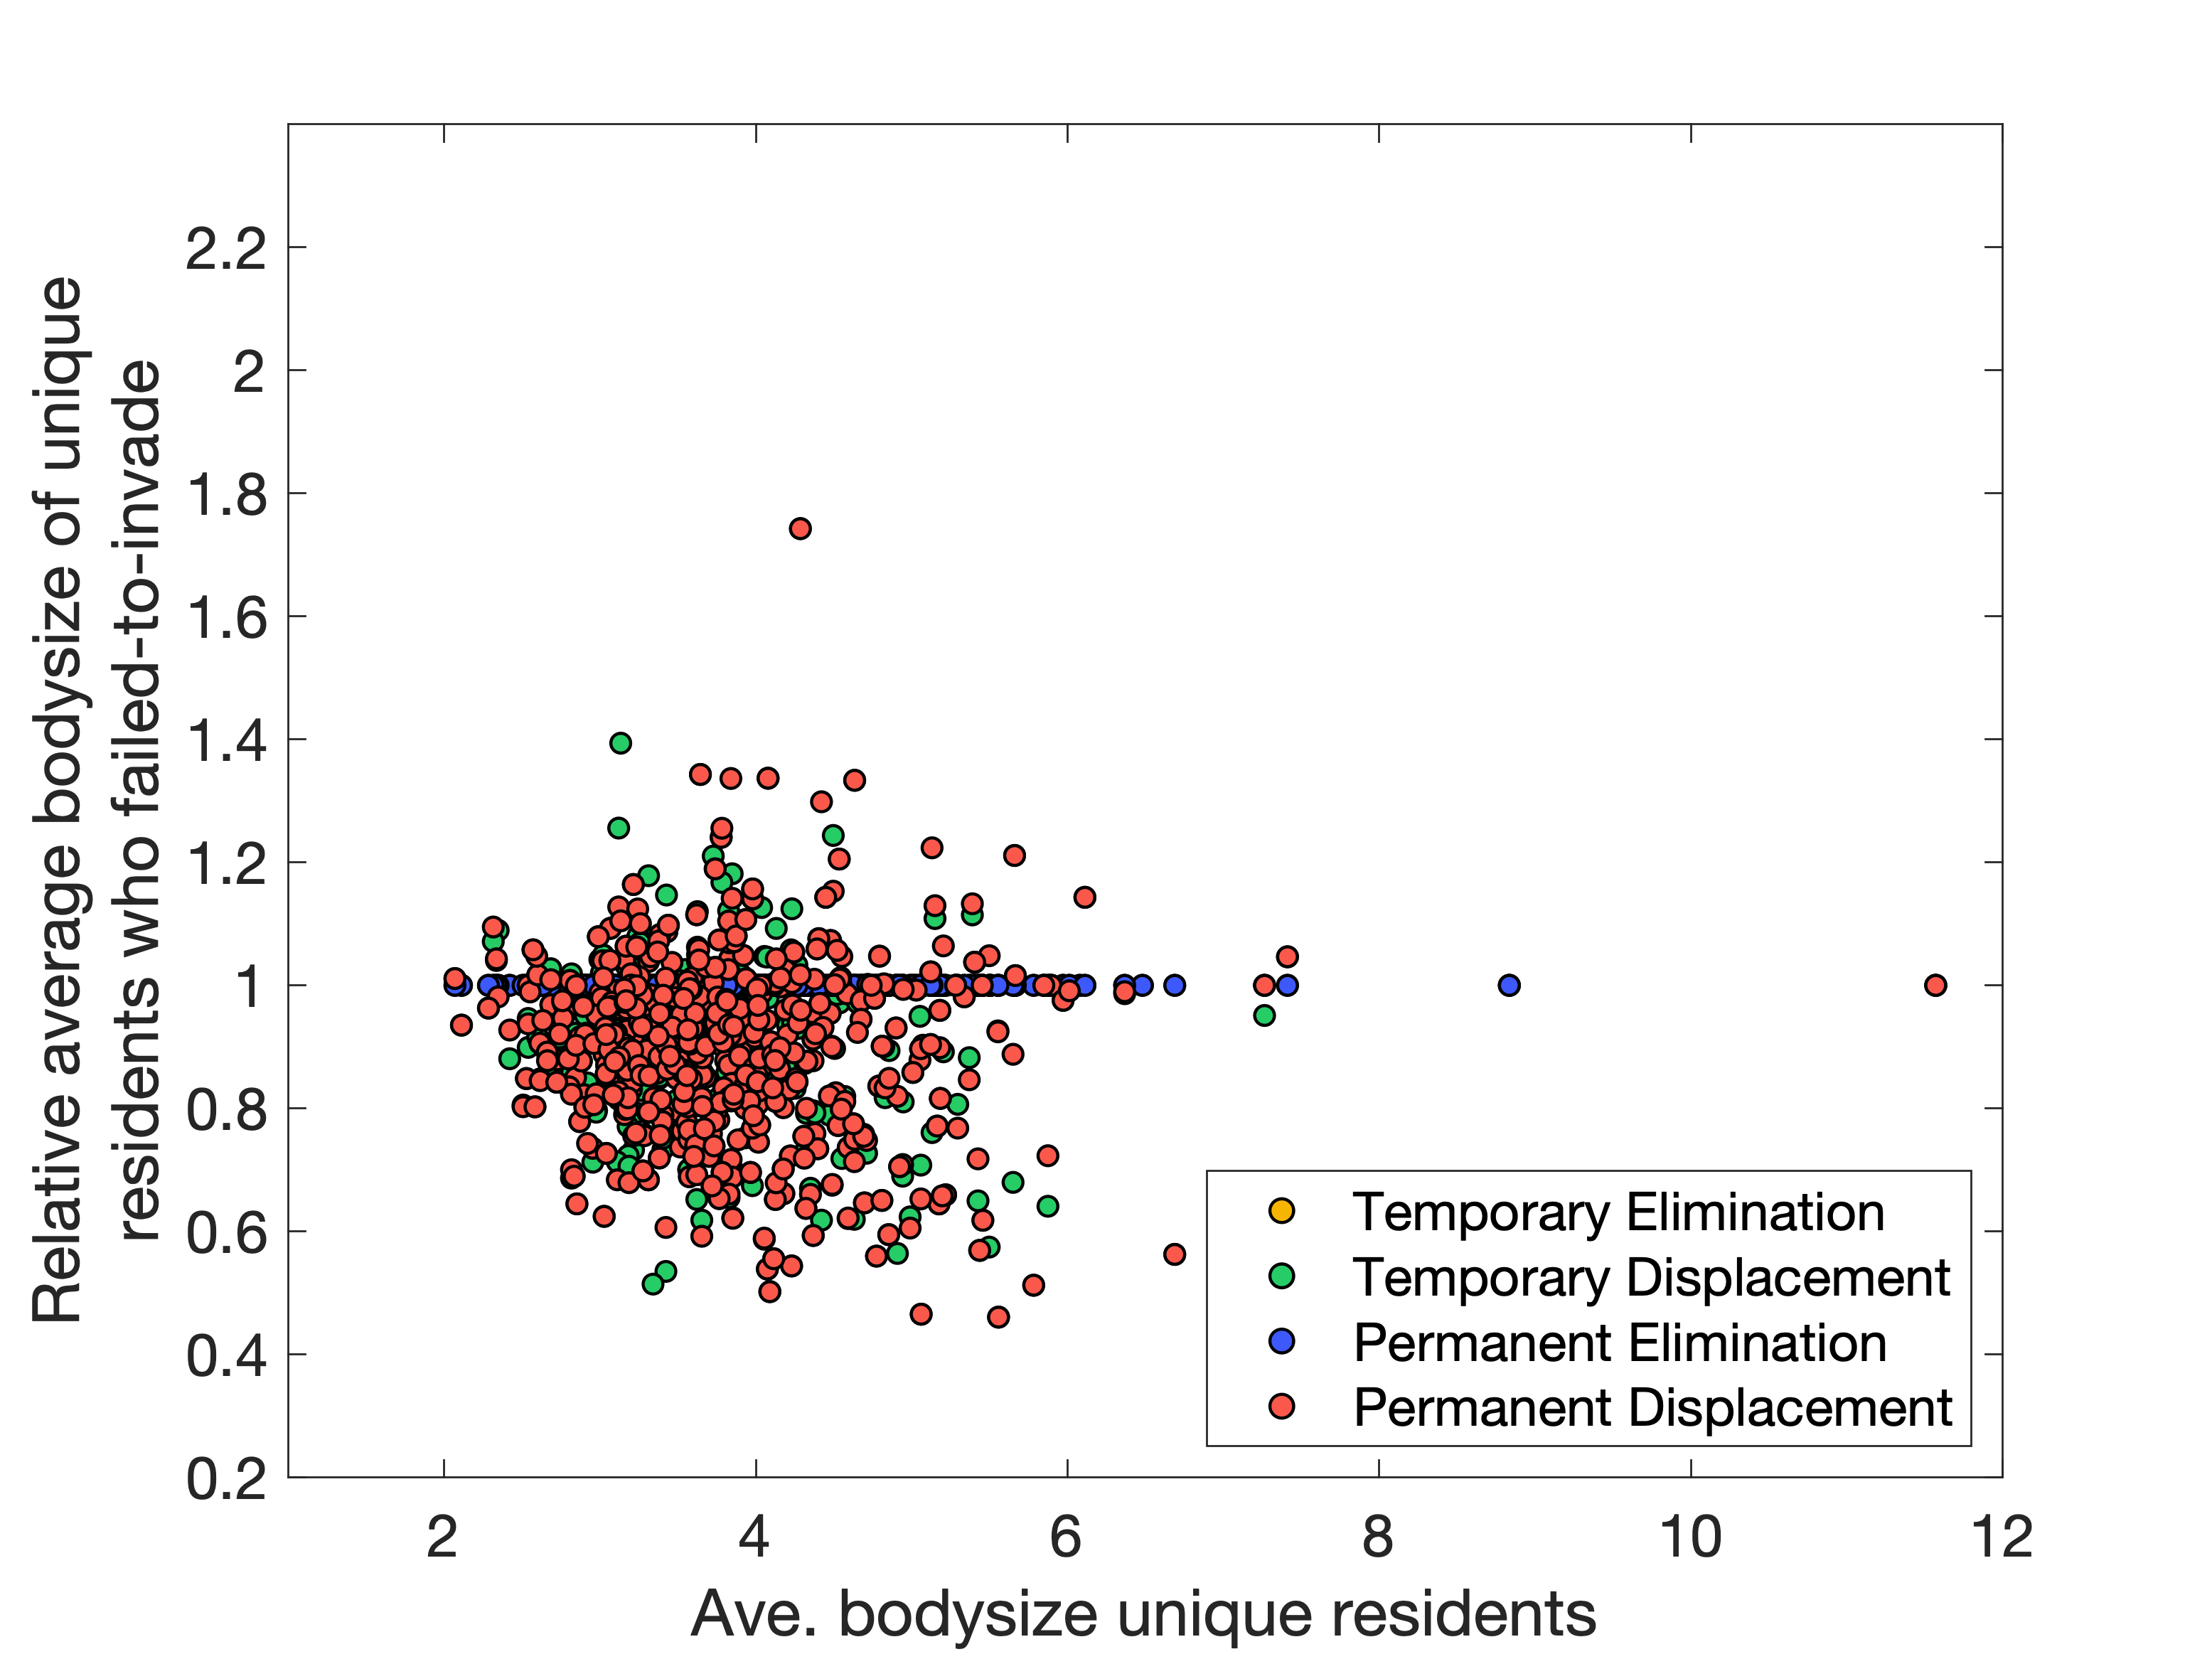 Relative average bodysize of unique
residents who failed-to-invade
2.2
2
1.8
1.6
1.4
1.2
1
0.8
0.6
0.4
0.2
2 4 6 8 10 12
Ave. bodysize unique residents
Temporary Elimination
Temporary Displacement
Permanent Elimination
Permanent Displacement